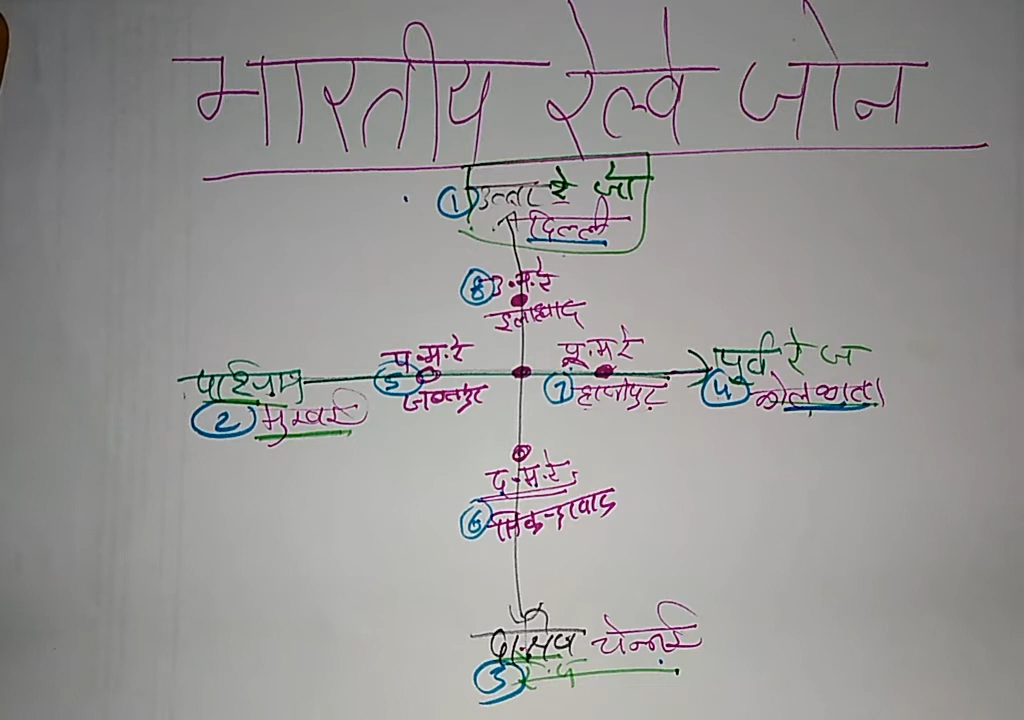 भारतीय रेल्वे जोन
① उत्तर रे जो
दिल्ली
⑧ उ.म.रे
इलाहाबाद
प.म.रे
⑤ जबलपुर
पू.म.रे
⑦ हाजीपुर
पूर्व रे ज
④ कोलकाता
पश्चिम
② मुम्बई
द.म.रे
⑥ सिकन्द्राबाद
दक्षिण चेन्नई
③